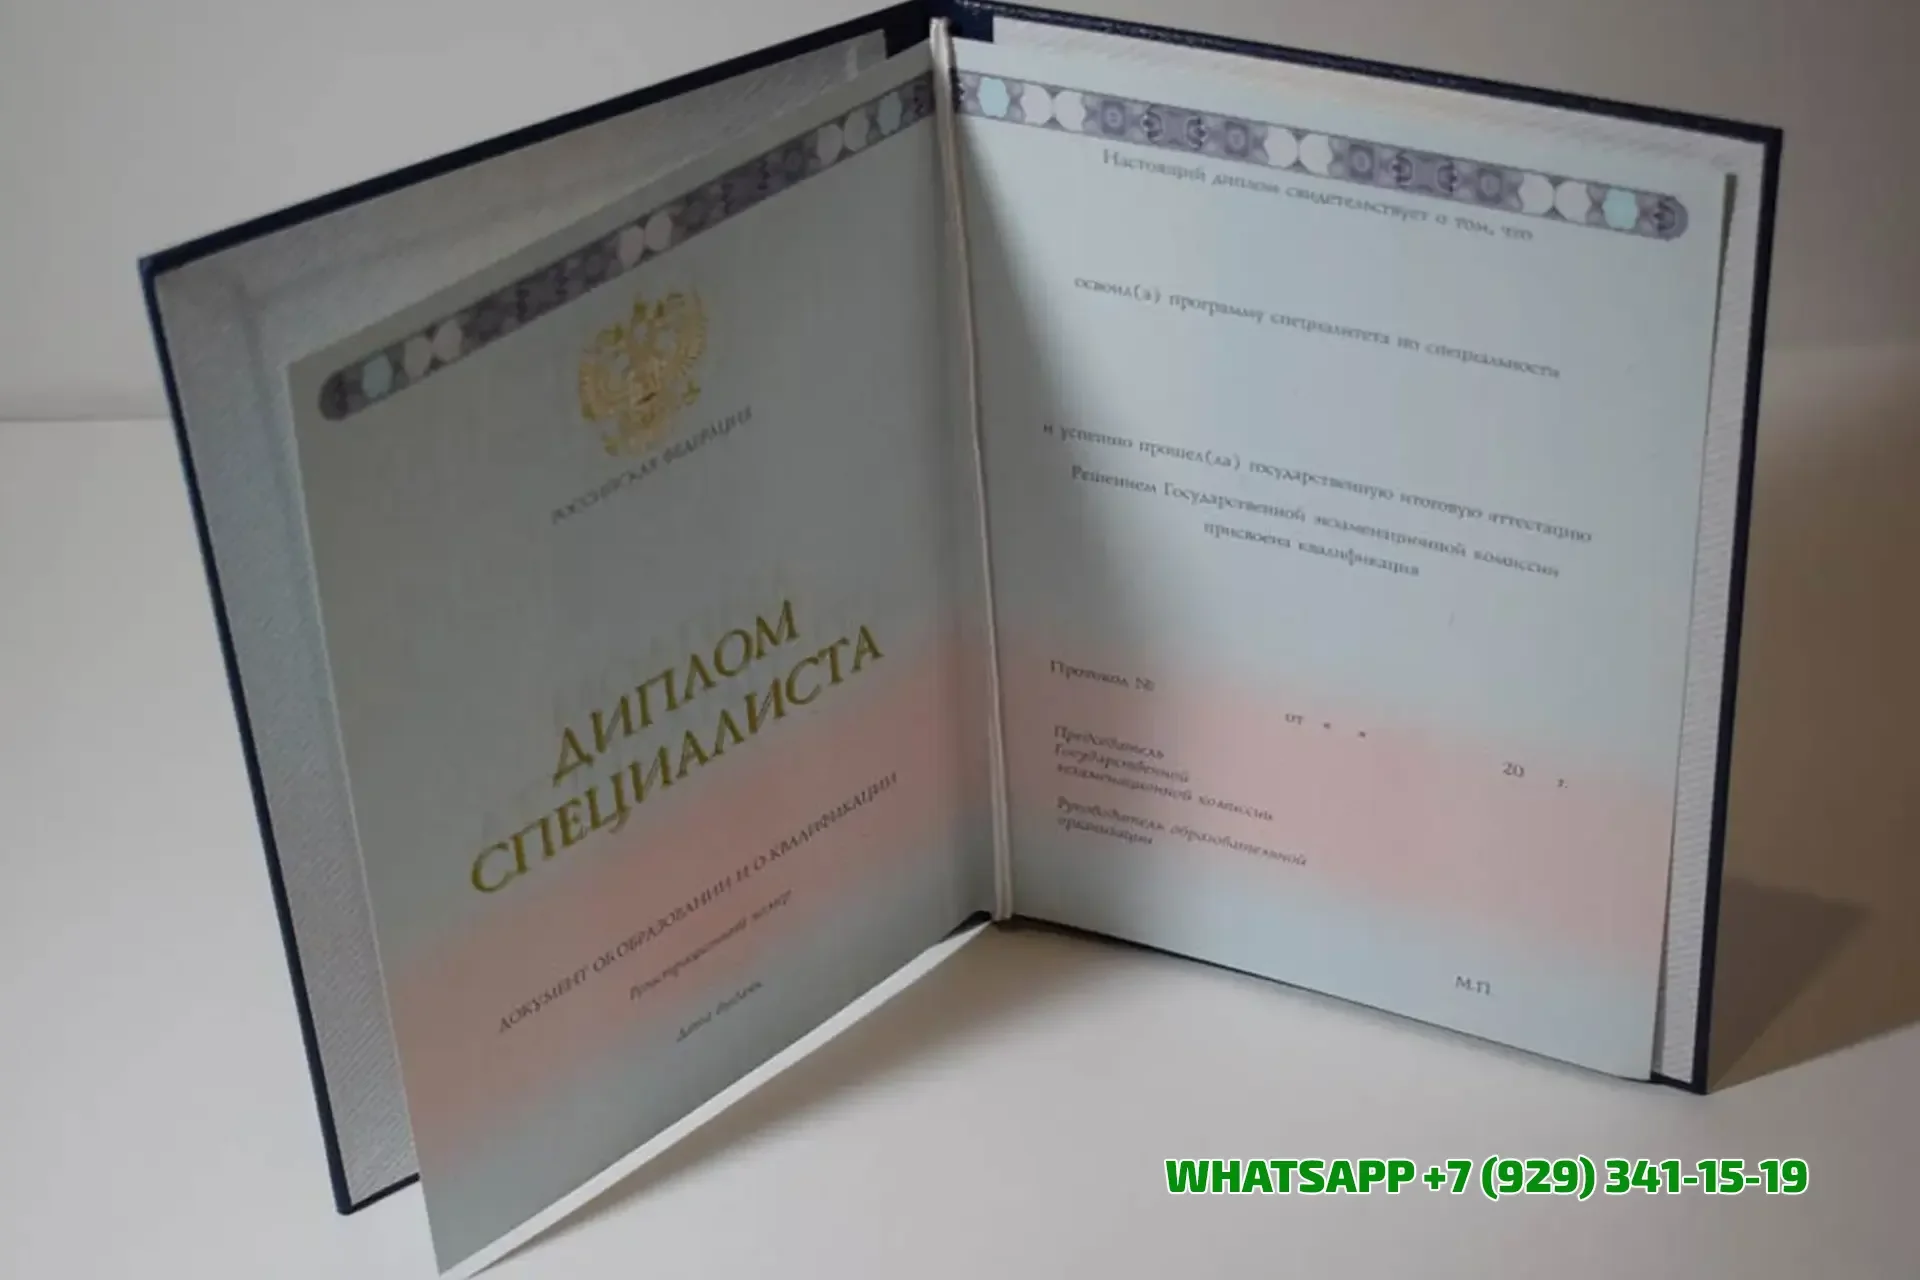 РОССИЙСКАЯ ФЕДЕРАЦИЯ
ДИПЛОМ
СПЕЦИАЛИСТА
ДОКУМЕНТ ОБ ОБРАЗОВАНИИ И О КВАЛИФИКАЦИИ
Регистрационный номер
Дата выдачи
Настоящий диплом свидетельствует о том, что
освоил(а) программу специалитета по специальности
и успешно прошел(ла) государственную итоговую аттестацию
Решением Государственной экзаменационной комиссии
присвоена квалификация
Протокол №
от « »
20 г.
Председатель
Государственной
экзаменационной комиссии
Руководитель образовательной
организации
М.П.
WHATSAPP +7 (929) 341-15-19